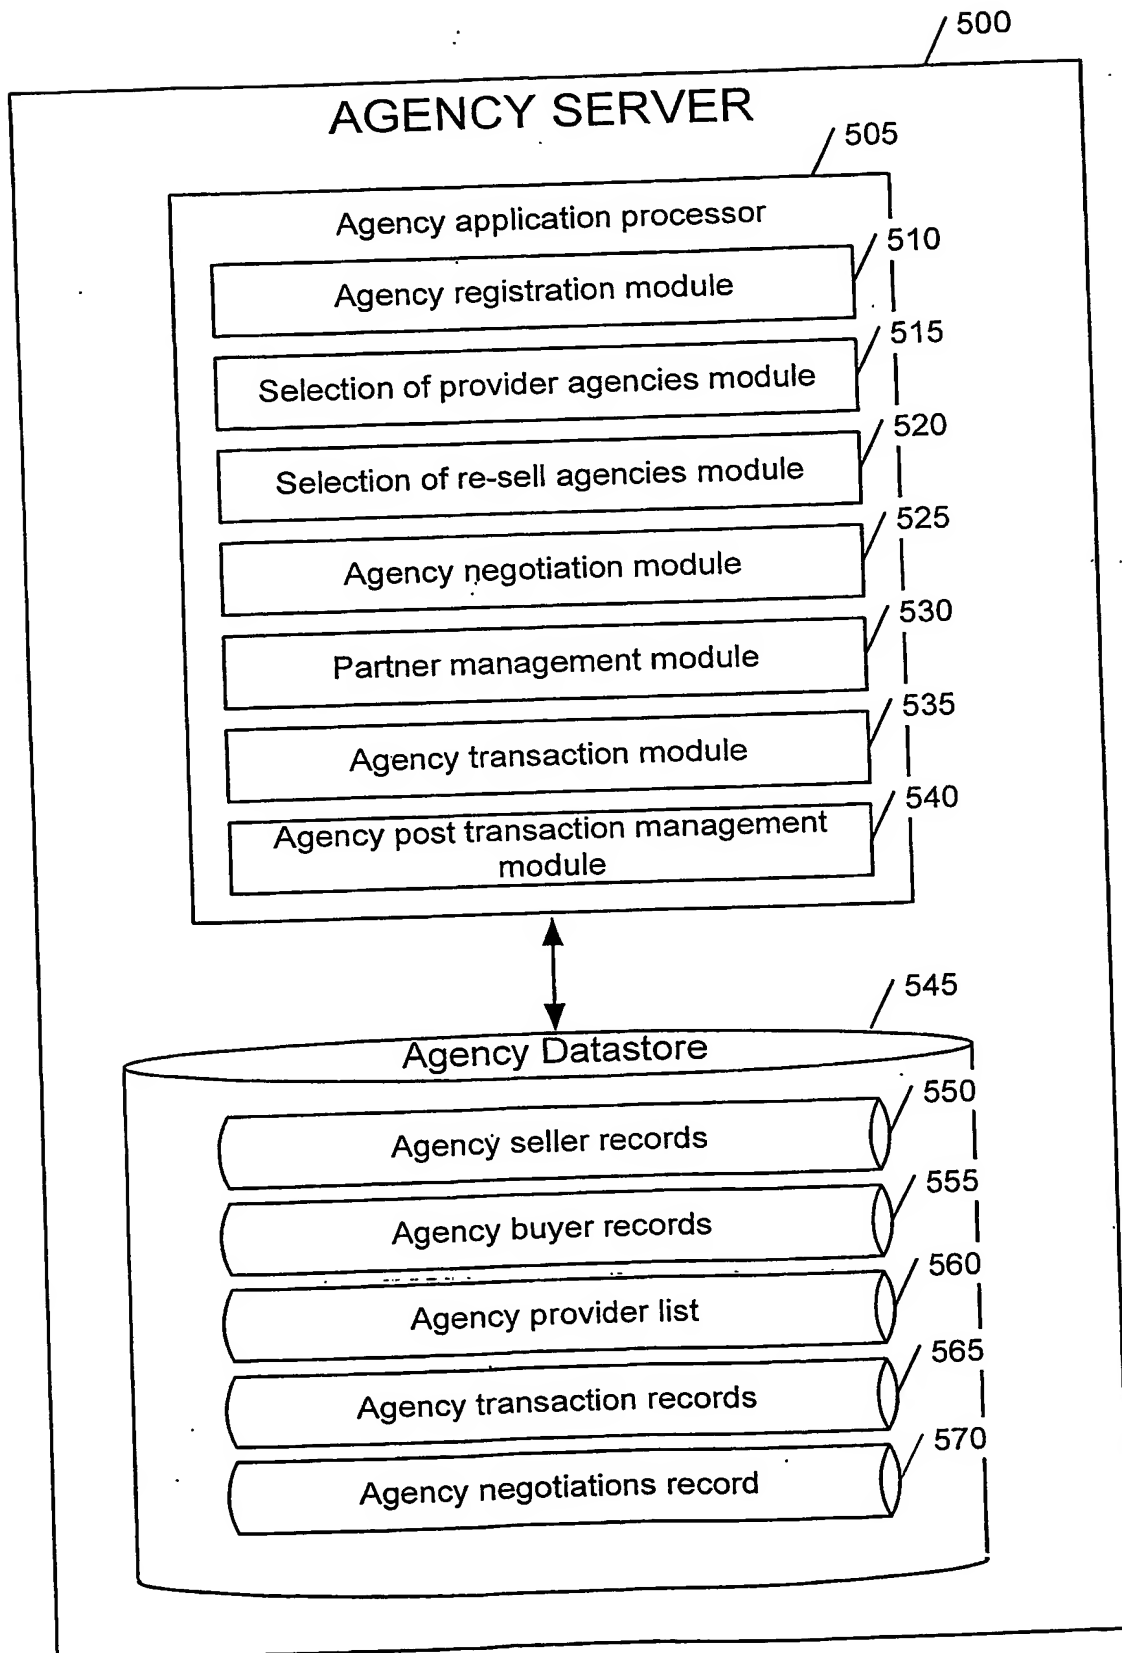 500
AGENCY SERVER
505
Agency application processor
510
Agency registration module
515
Selection of provider agencies module
520
Selection of re-sell agencies module
525
Agency negotiation module
530
Partner management module
535
Agency transaction module
540
Agency post transaction management
module
545
Agency Datastore
550
Agency seller records
555
Agency buyer records
560
Agency provider list
565
Agency transaction records
570
Agency negotiations record